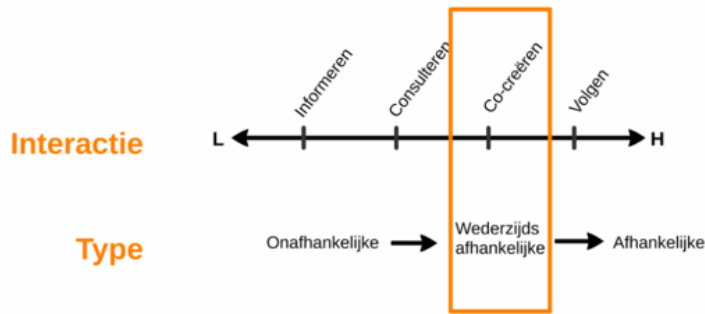 Informeren
Consulteren
Co-creëren
Volgen
Interactie
L
H
Type
Onafhankelijke
Wederzijds
afhankelijke
Afhankelijke